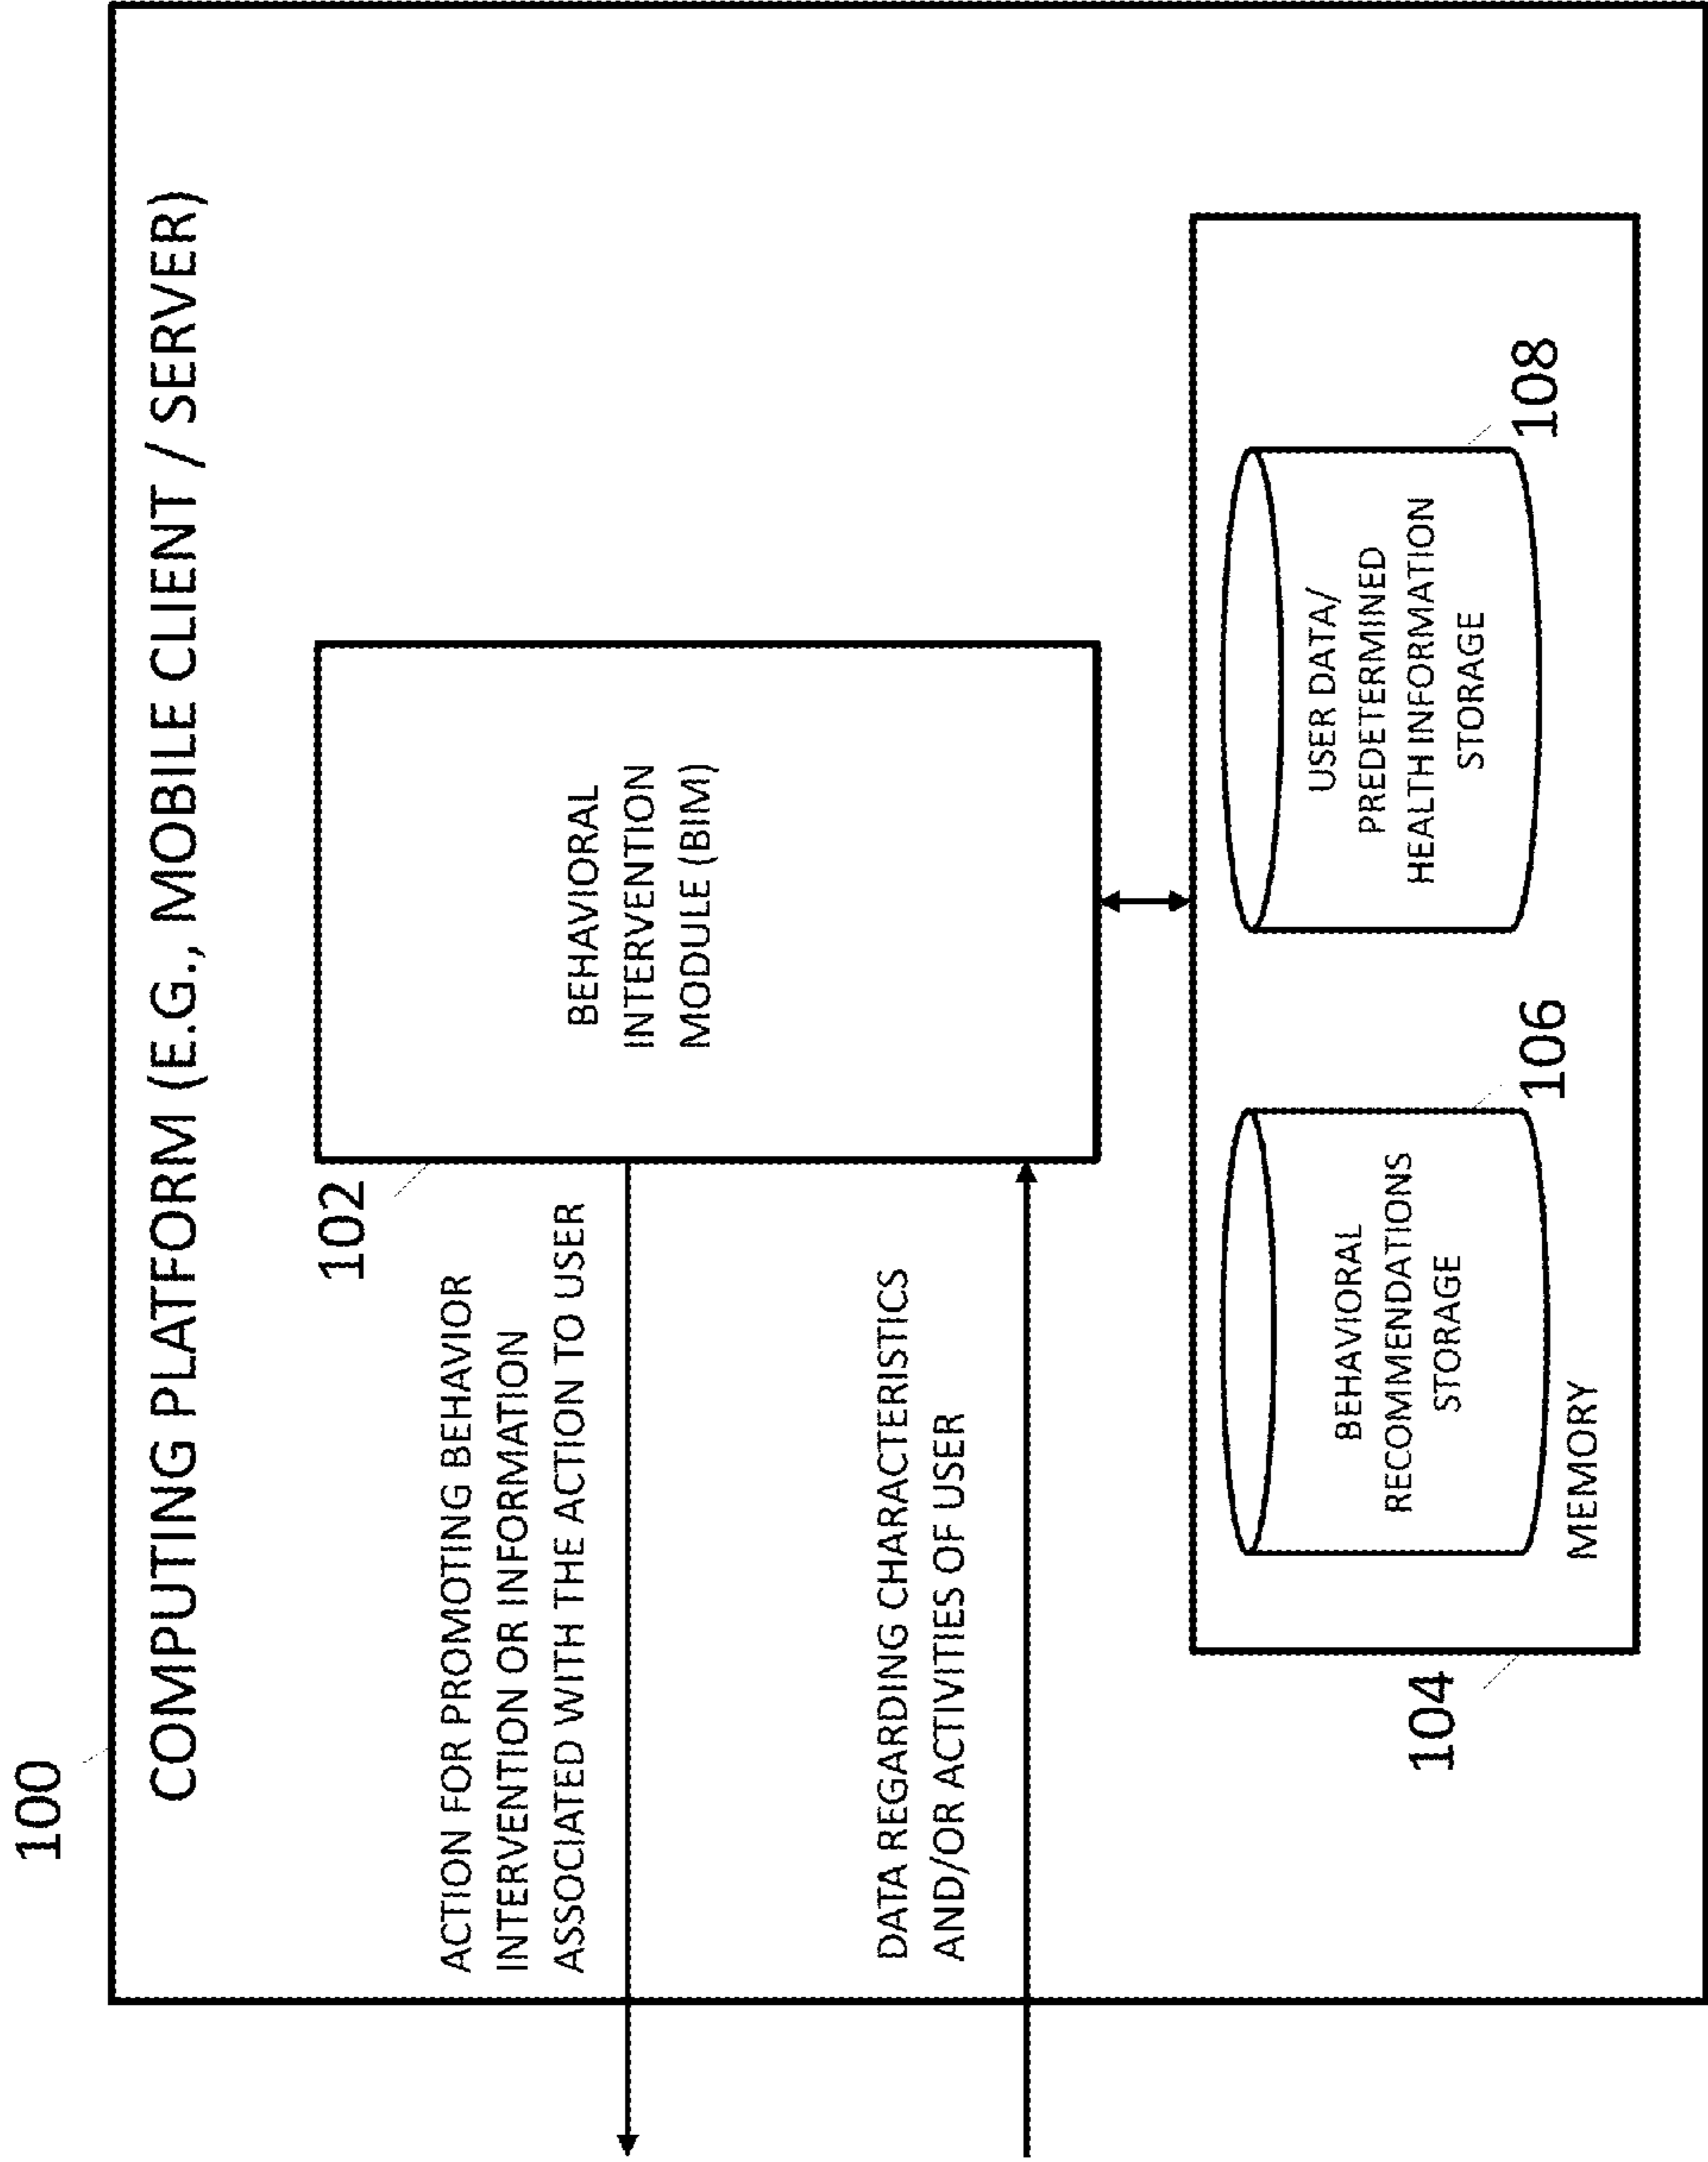 100
COMPUTING PLATFORM (E.G., MOBILE CLIENT / SERVER)
102
ACTION FOR PROMOTING BEHAVIOR
INTERVENTION OR INFORMATION
ASSOCIATED WITH THE ACTION TO USER
BEHAVIORAL
INTERVENTION
MODULE (BIM)
DATA REGARDING CHARACTERISTICS
AND/OR ACTIVITIES OF USER
104
BEHAVIORAL
RECOMMENDATIONS
STORAGE
106
USER DATA/
PREDETERMINED
HEALTH INFORMATION
STORAGE
108
MEMORY